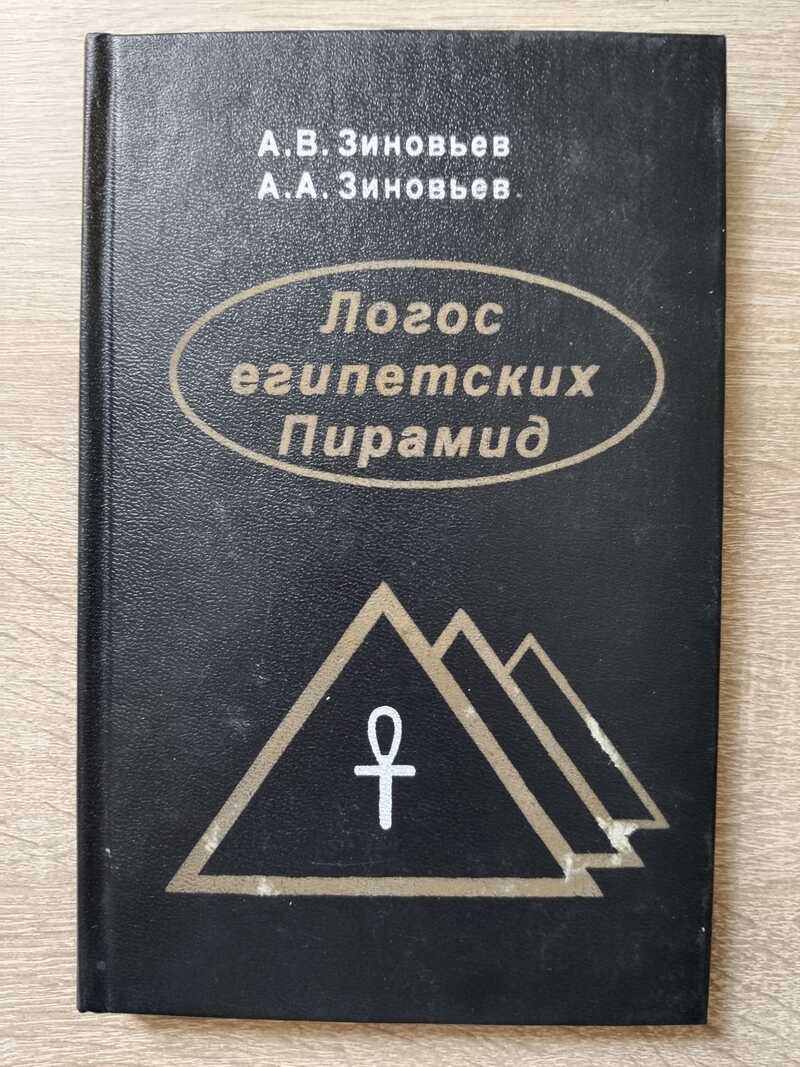 А.В.Зиновьев
А.А.Зиновьев
Логос
египетских
Пирамид